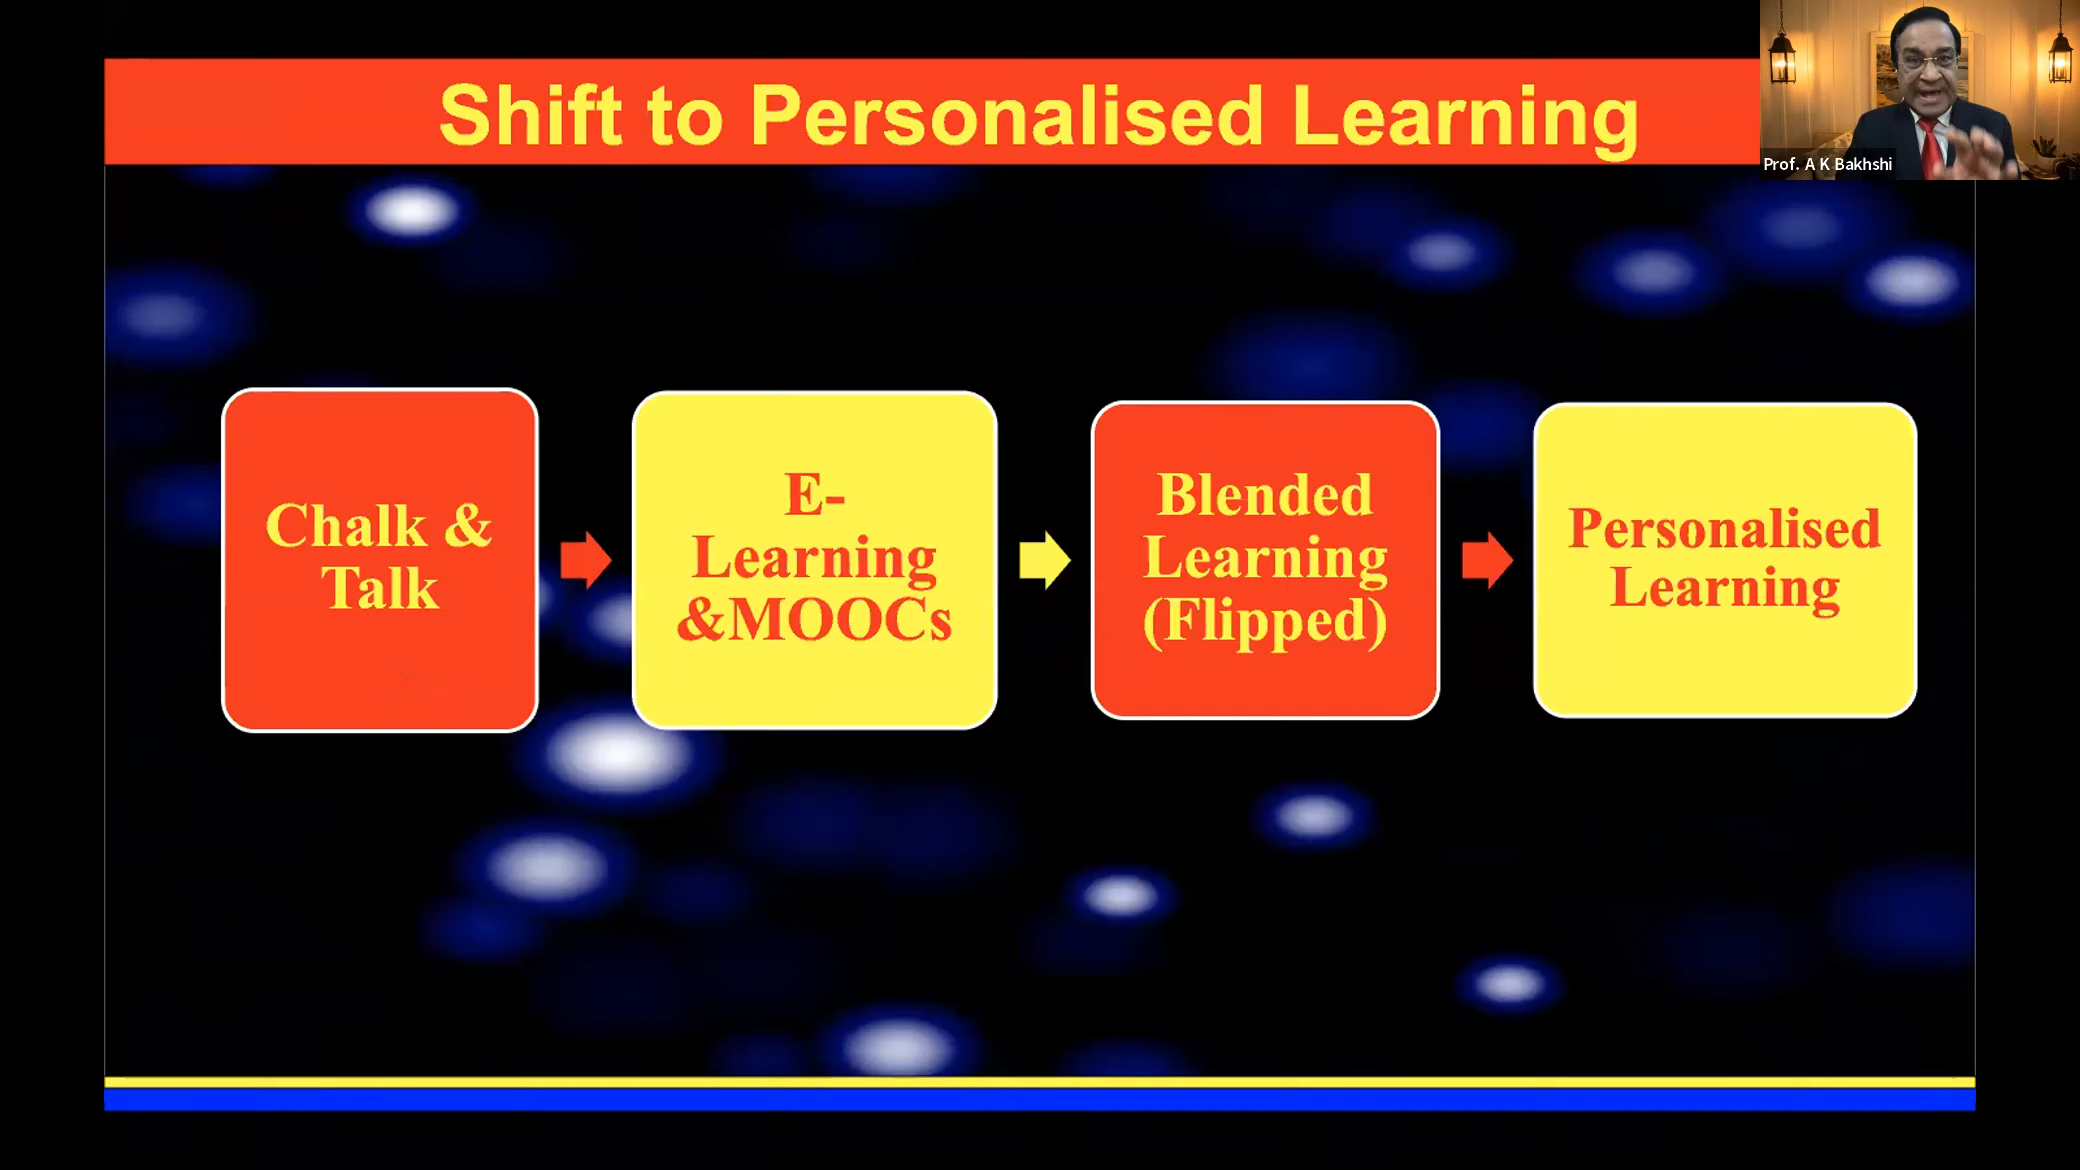 Shift to Personalised Learning
Prof. A K Bakhshi
Chalk &
Talk
E-
Learning
&MOOCs
Blended
Learning
(Flipped)
Personalised
Learning